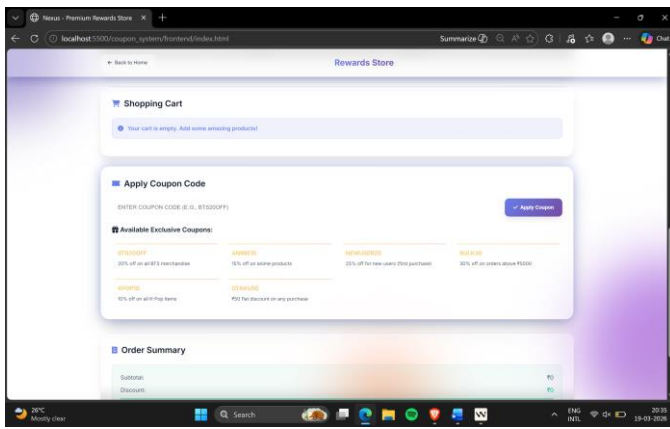 Nexus - Premium Rewards Store
localhost:5500/coupon_system/frontend/index.html
Summarize
Chat
← Back to Home
Rewards Store
Shopping Cart
Your cart is empty. Add some amazing products!
Apply Coupon Code
ENTER COUPON CODE (E.G., BTS20OFF)
Apply Coupon
Available Exclusive Coupons:
BTS20OFF
ANIME15
BULK30
20% off on all BTS merchandise
15% off on anime products
25% off for new users (first purchase)
30% off on orders above ₹5000
KPOP10
OTAKU50
10% off on all K-Pop items
₹50 flat discount on any purchase
Order Summary
Subtotal:
₹0
Discount:
₹0
26°C
Mostly clear
Search
ENG
INTL
20:35
19-03-2026